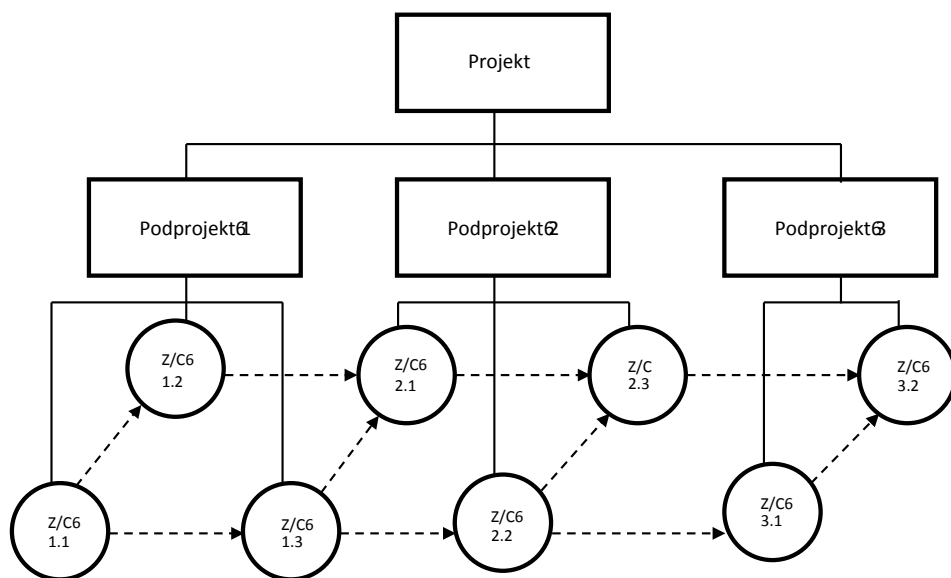 Projekt
Podprojekt61
Podprojekt62
Podprojekt63
Z/C6
1.2
Z/C6
2.1
Z/C
2.3
Z/C6
3.2
Z/C6
1.1
Z/C6
1.3
Z/C6
2.2
Z/C6
3.1